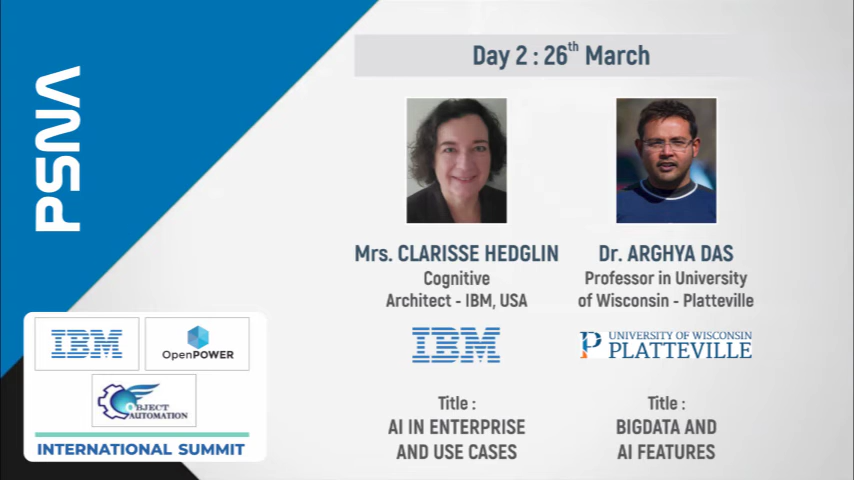 PSNA
Day 2 : 26th March
Mrs. CLARISSE HEDGLIN
Cognitive
Architect - IBM, USA
IBM
Title :
AI IN ENTERPRISE
AND USE CASES
Dr. ARGHYA DAS
Professor in University
of Wisconsin - Platteville
UNIVERSITY OF WISCONSIN
PLATTEVILLE
Title :
BIGDATA AND
AI FEATURES
IBM
OpenPOWER
OBJECT
AUTOMATION
INTERNATIONAL SUMMIT